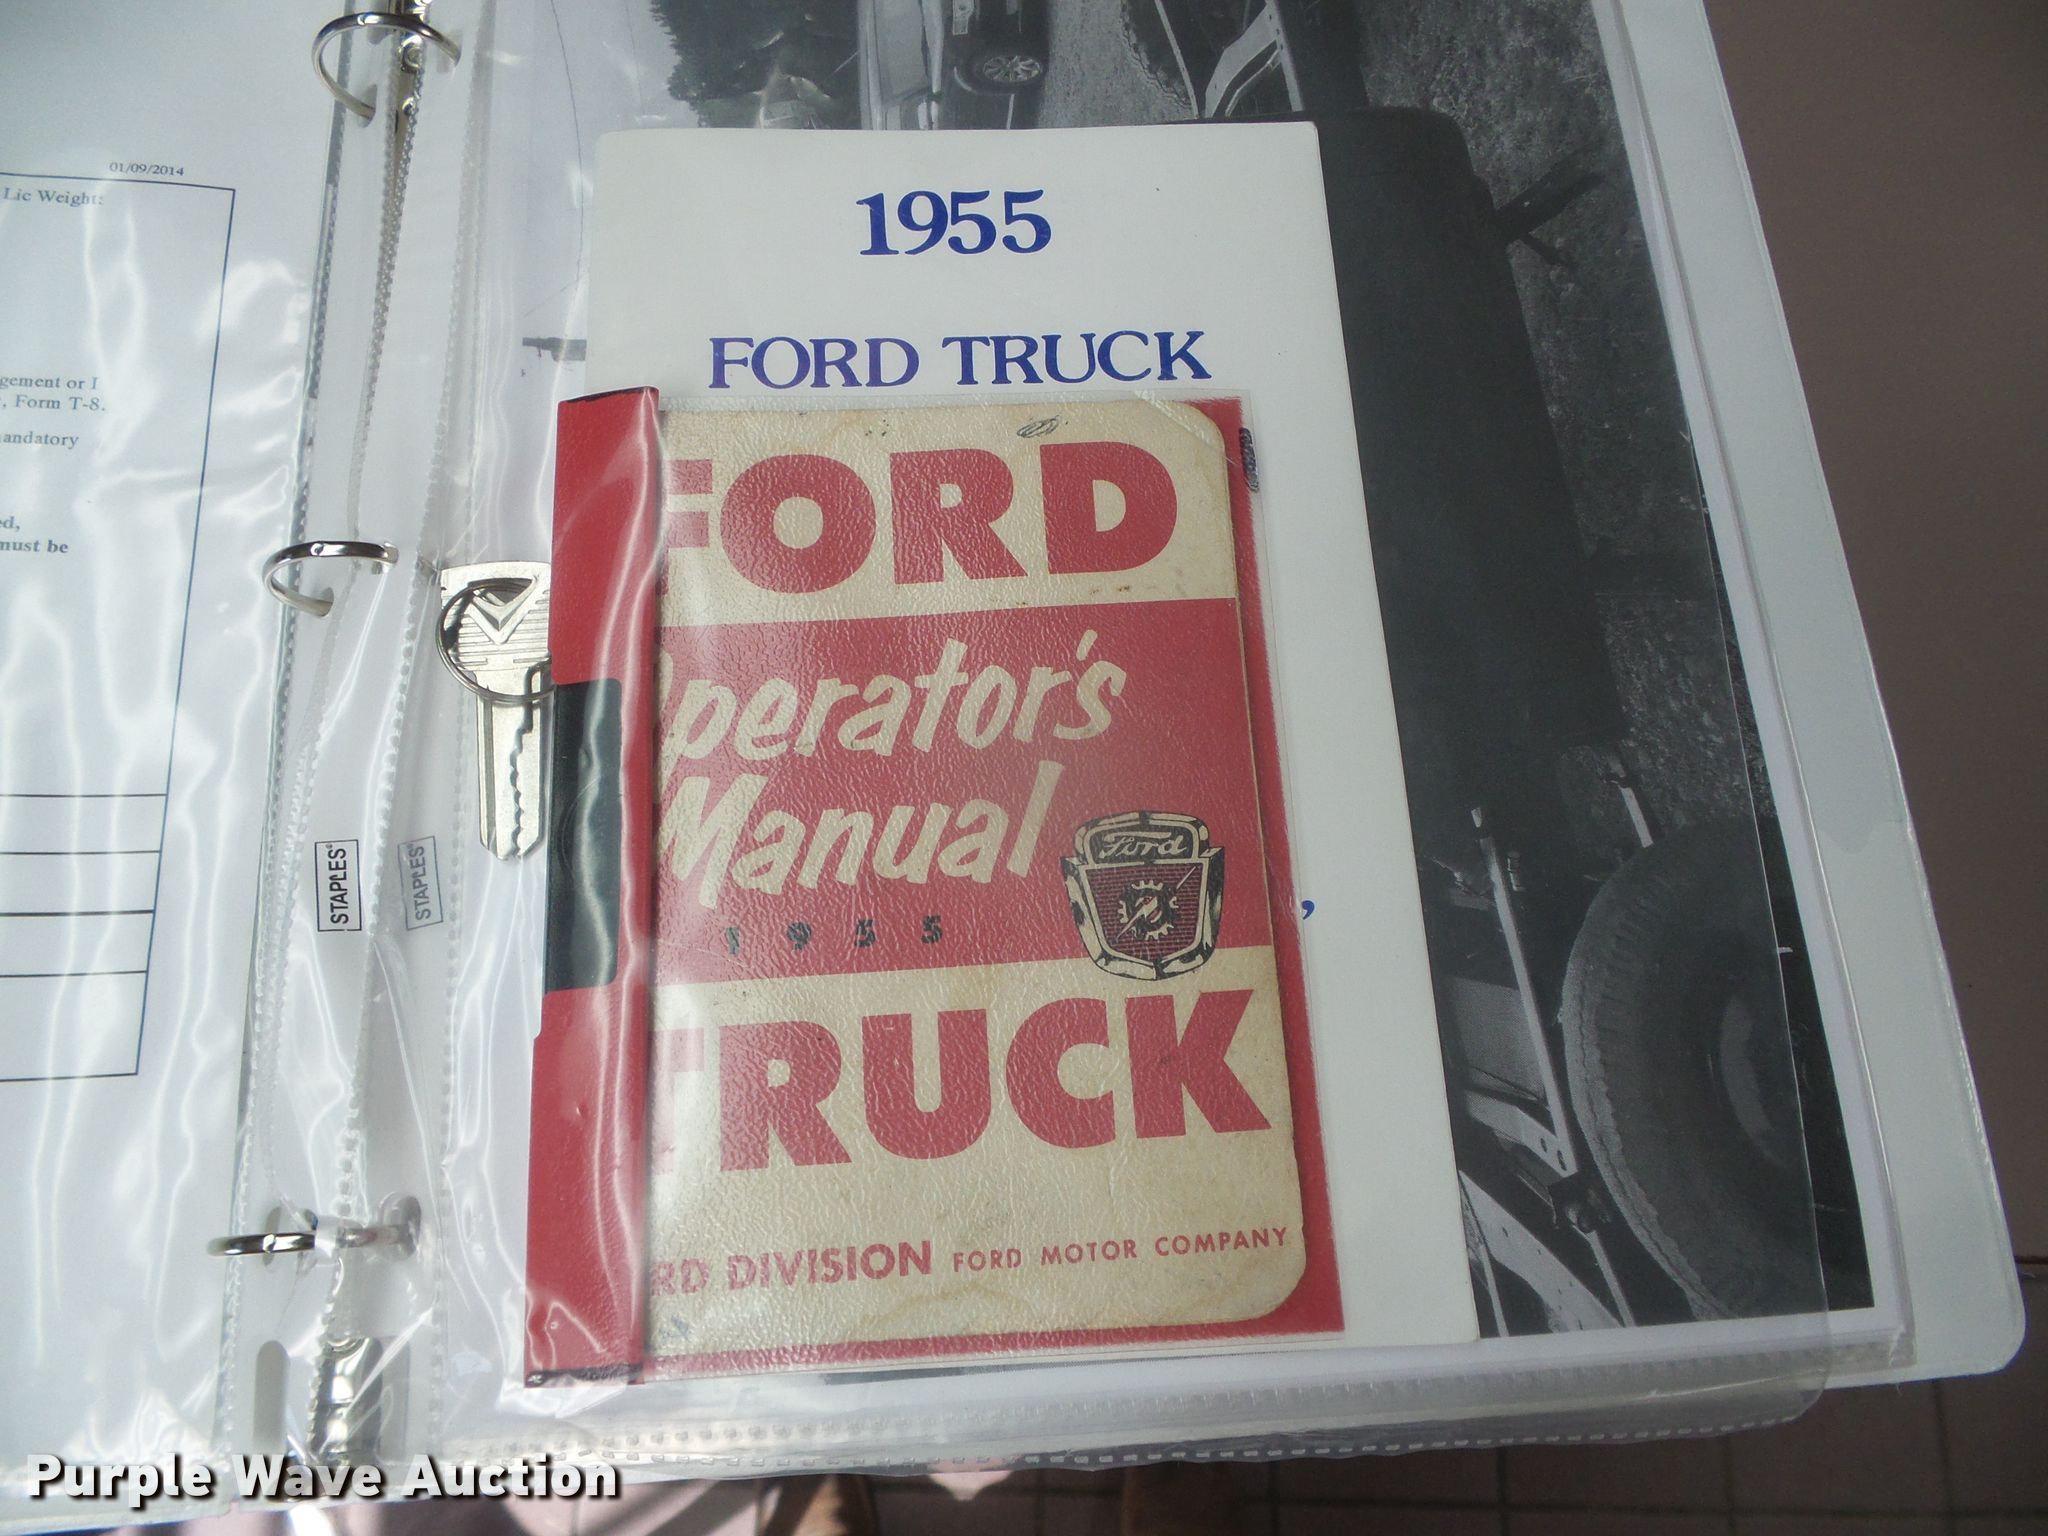 01/09/2014
Lic Weight:
gement or I
, Form T-8.
andatory
ed,
must be
STAPLES
STAPLES
1955
FORD TRUCK
FORD
Operator's
Manual
1955
Ford
TRUCK
RD DIVISION FORD MOTOR COMPANY
,
Purple Wave Auction